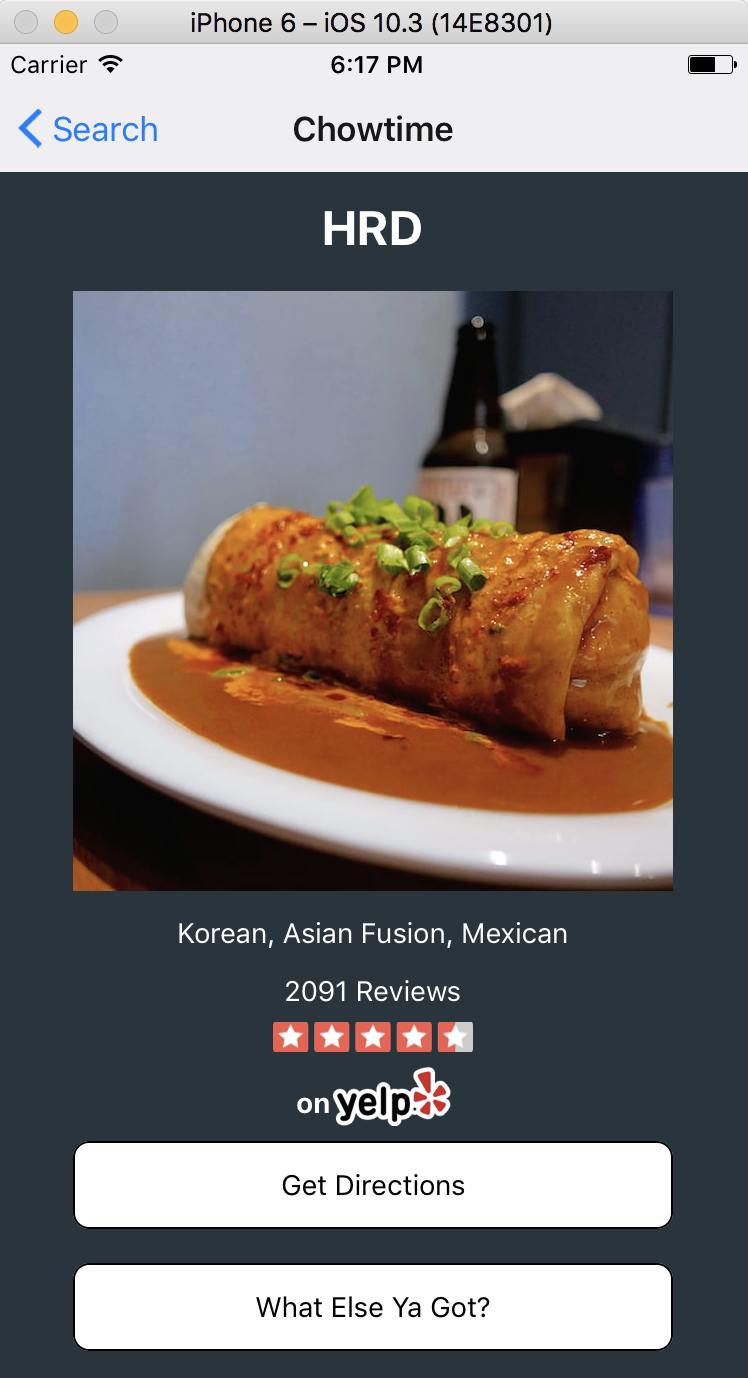 iPhone 6 – iOS 10.3 (14E8301)
Carrier 6:17 PM
Search Chowtime
HRD
Korean, Asian Fusion, Mexican
2091 Reviews
on yelp
Get Directions
What Else Ya Got?